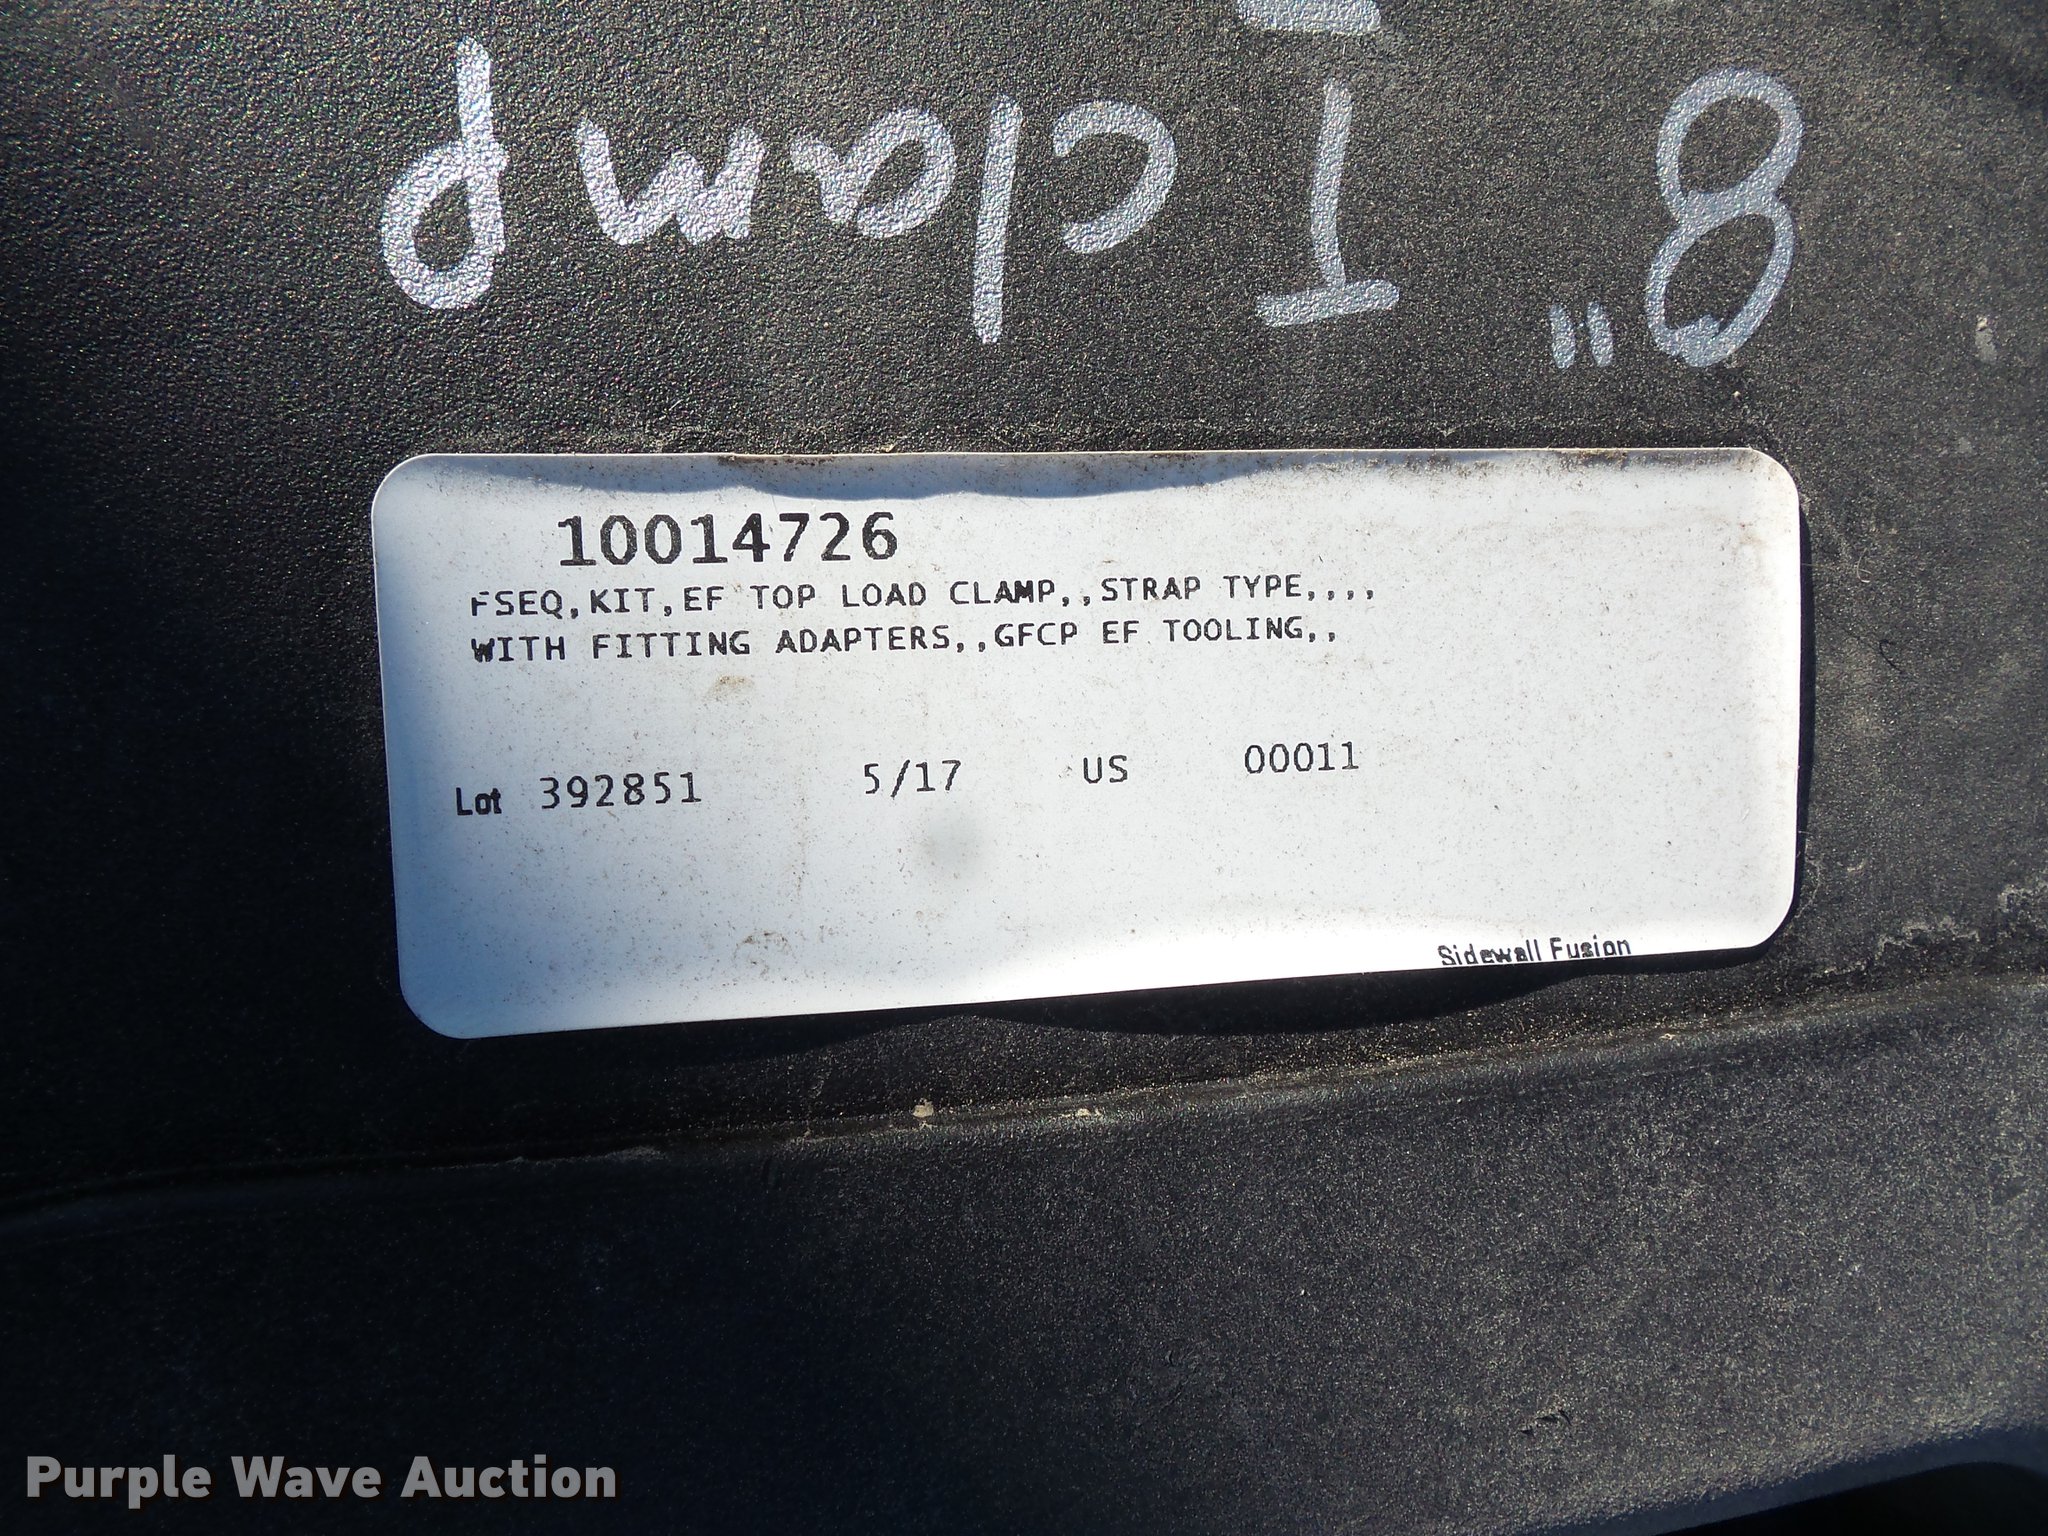 8" T Clamp
10014726
FSEQ,KIT,EF TOP LOAD CLAMP,,STRAP TYPE,,,,
WITH FITTING ADAPTERS,,GFCP EF TOOLING,,
Lot 392851 5/17 US 00011
Sidewall Fusion
Purple Wave Auction